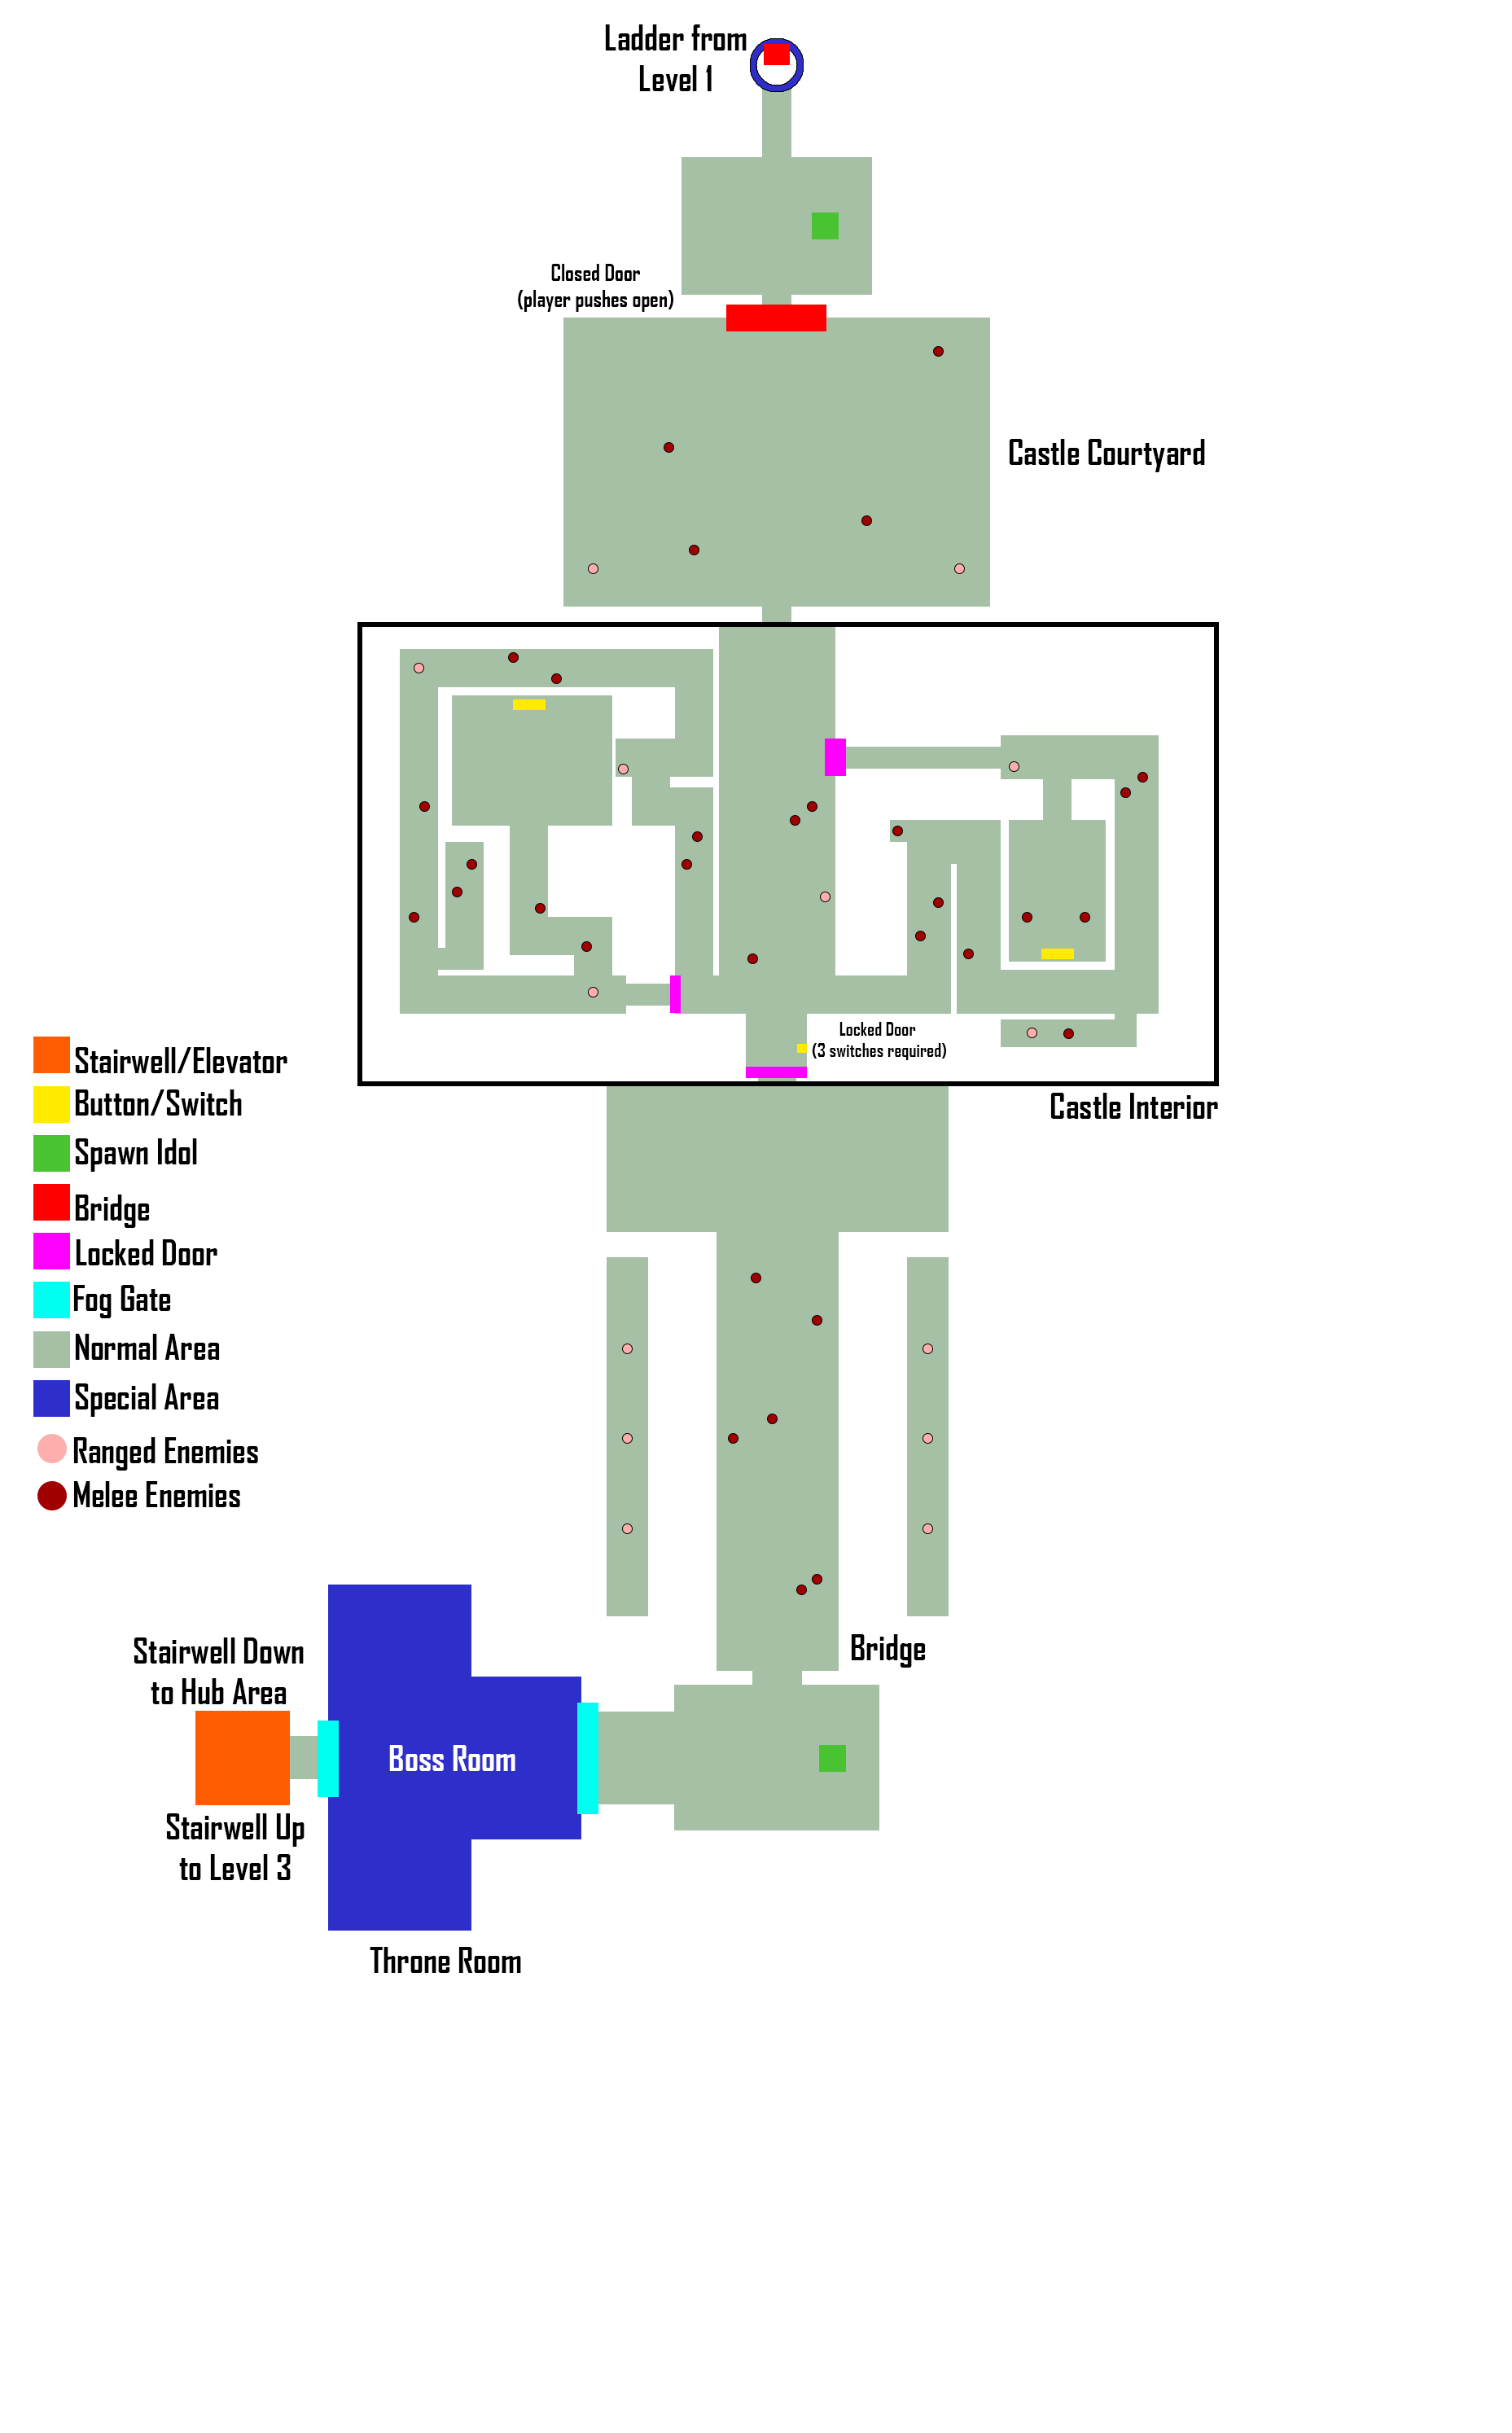 Ladder from
Level 1
Closed Door
(player pushes open)
Castle Courtyard
Locked Door
(3 switches required)
Castle Interior
Stairwell/Elevator
Button/Switch
Spawn Idol
Bridge
Locked Door
Fog Gate
Normal Area
Special Area
Ranged Enemies
Melee Enemies
Bridge
Stairwell Down
to Hub Area
Boss Room
Stairwell Up
to Level 3
Throne Room